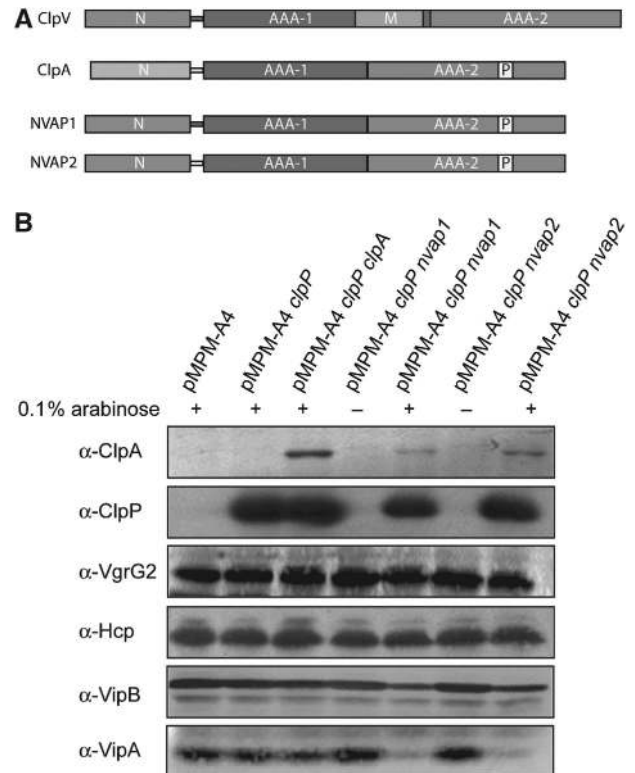 A
ClpV N AAA-1 M AAA-2
ClpA N AAA-1 AAA-2 P
NVAP1 N AAA-1 AAA-2 P
NVAP2 N AAA-1 AAA-2 P
B
pMPM-A4
pMPM-A4 clpP
pMPM-A4 clpP clpA
pMPM-A4 clpP nvap1
pMPM-A4 clpP nvap1
pMPM-A4 clpP nvap2
pMPM-A4 clpP nvap2
0.1% arabinose + + + – + – +
α-ClpA
α-ClpP
α-VgrG2
α-Hcp
α-VipB
α-VipA